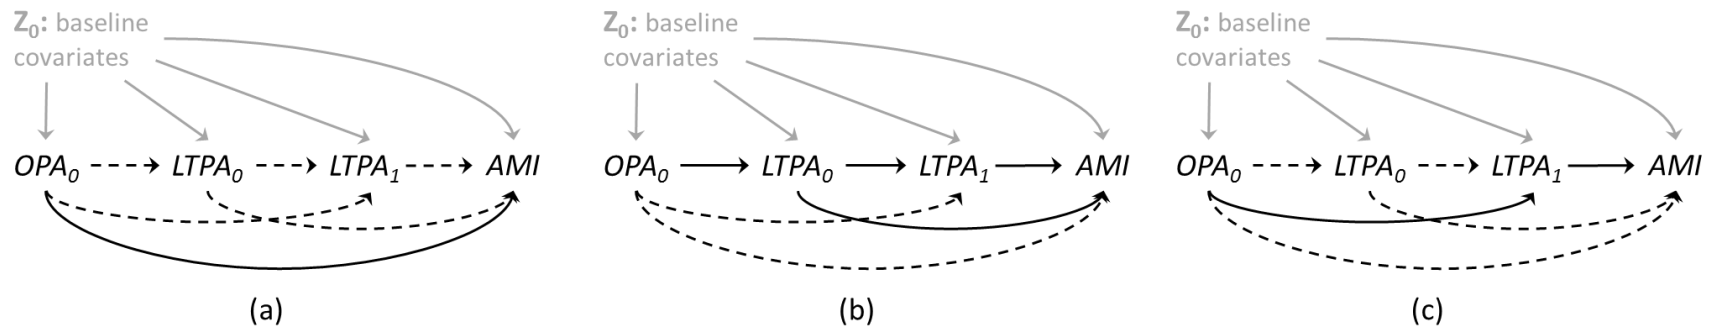 Z0: baseline
covariates
OPA0 LTPA0 LTPA1 AMI
(a)
Z0: baseline
covariates
OPA0 LTPA0 LTPA1 AMI
(b)
Z0: baseline
covariates
OPA0 LTPA0 LTPA1 AMI
(c)